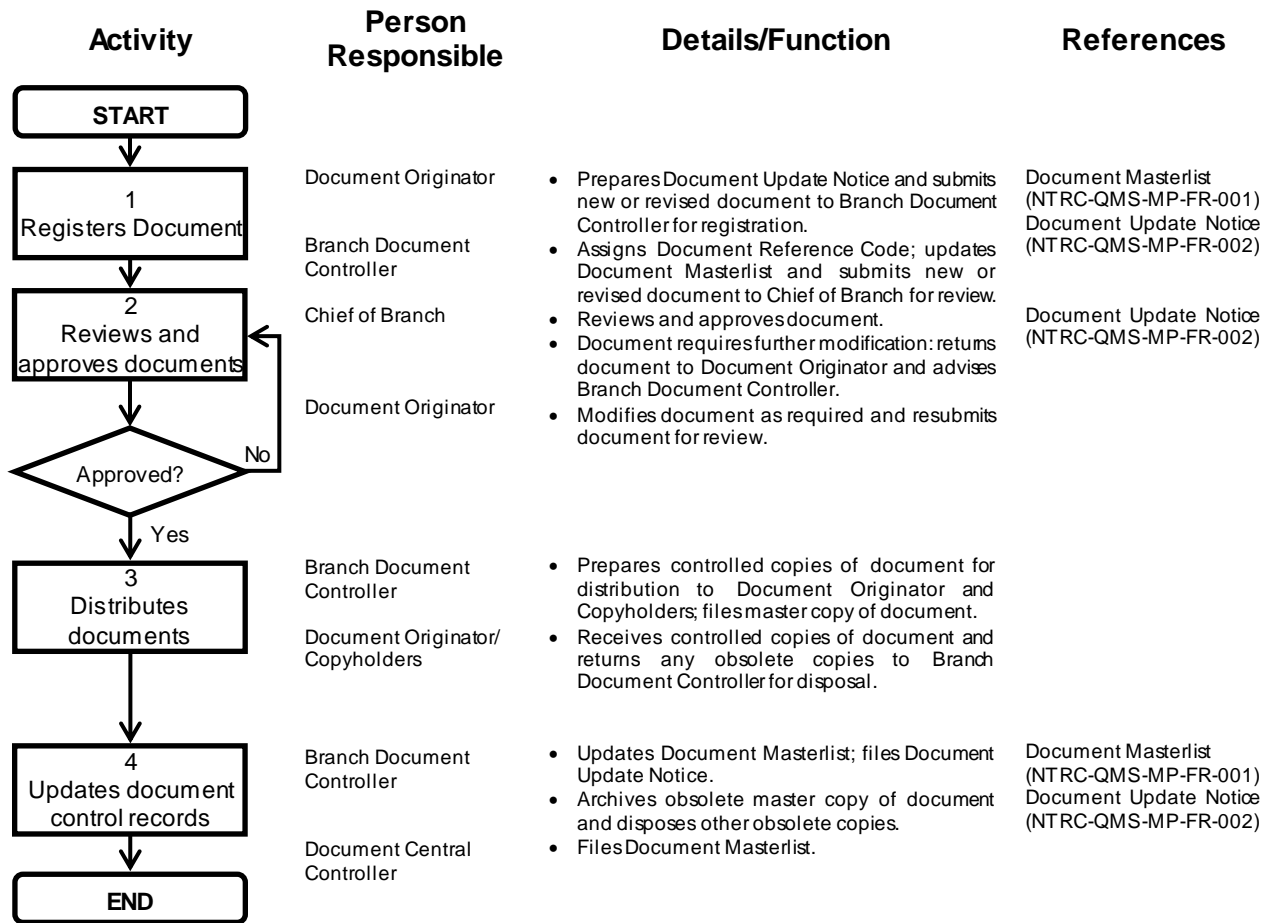 Activity
Person
Responsible
Details/Function
References
START
1
Registers Document
Document Originator
• Prepares Document Update Notice and submits
new or revised document to Branch Document
Controller for registration.
Document Masterlist
(NTRC-QMS-MP-FR-001)
Document Update Notice
(NTRC-QMS-MP-FR-002)
Branch Document
Controller
• Assigns Document Reference Code; updates
Document Masterlist and submits new or
revised document to Chief of Branch for review.
2
Reviews and
approves documents
Chief of Branch
• Reviews and approves document.
• Document requires further modification: returns
document to Document Originator and advises
Branch Document Controller.
Document Update Notice
(NTRC-QMS-MP-FR-002)
Document Originator
• Modifies document as required and resubmits
document for review.
Approved?
No
Yes
3
Distributes
documents
Branch Document
Controller
• Prepares controlled copies of document for
distribution to Document Originator and
Copyholders; files master copy of document.
Document Originator/
Copyholders
• Receives controlled copies of document and
returns any obsolete copies to Branch
Document Controller for disposal.
4
Updates document
control records
Branch Document
Controller
• Updates Document Masterlist; files Document
Update Notice.
• Archives obsolete master copy of document
and disposes other obsolete copies.
Document Masterlist
(NTRC-QMS-MP-FR-001)
Document Update Notice
(NTRC-QMS-MP-FR-002)
Document Central
Controller
• Files Document Masterlist.
END